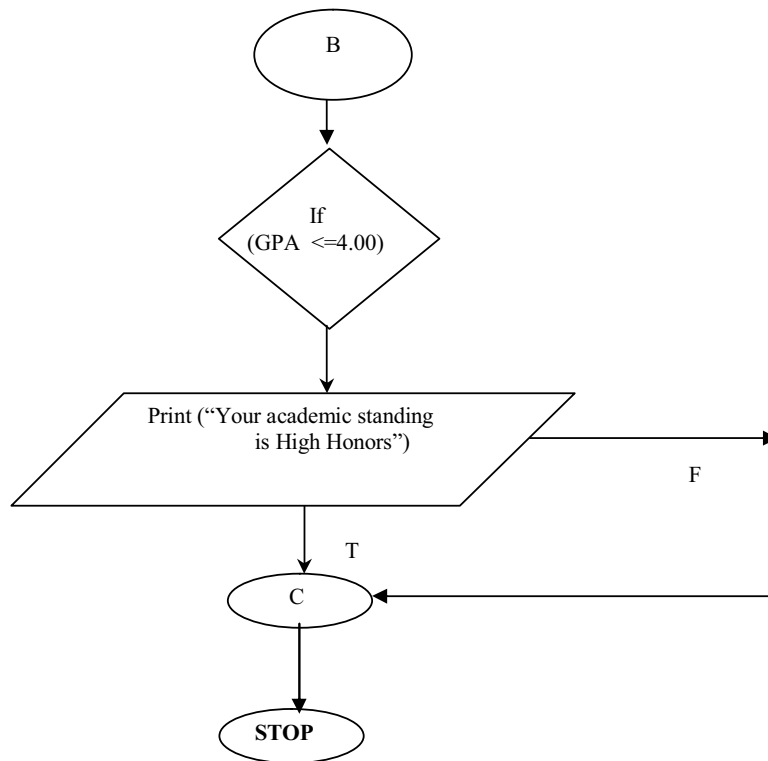 B
If
(GPA <=4.00)
Print (“Your academic standing
is High Honors”)
F
T
C
STOP